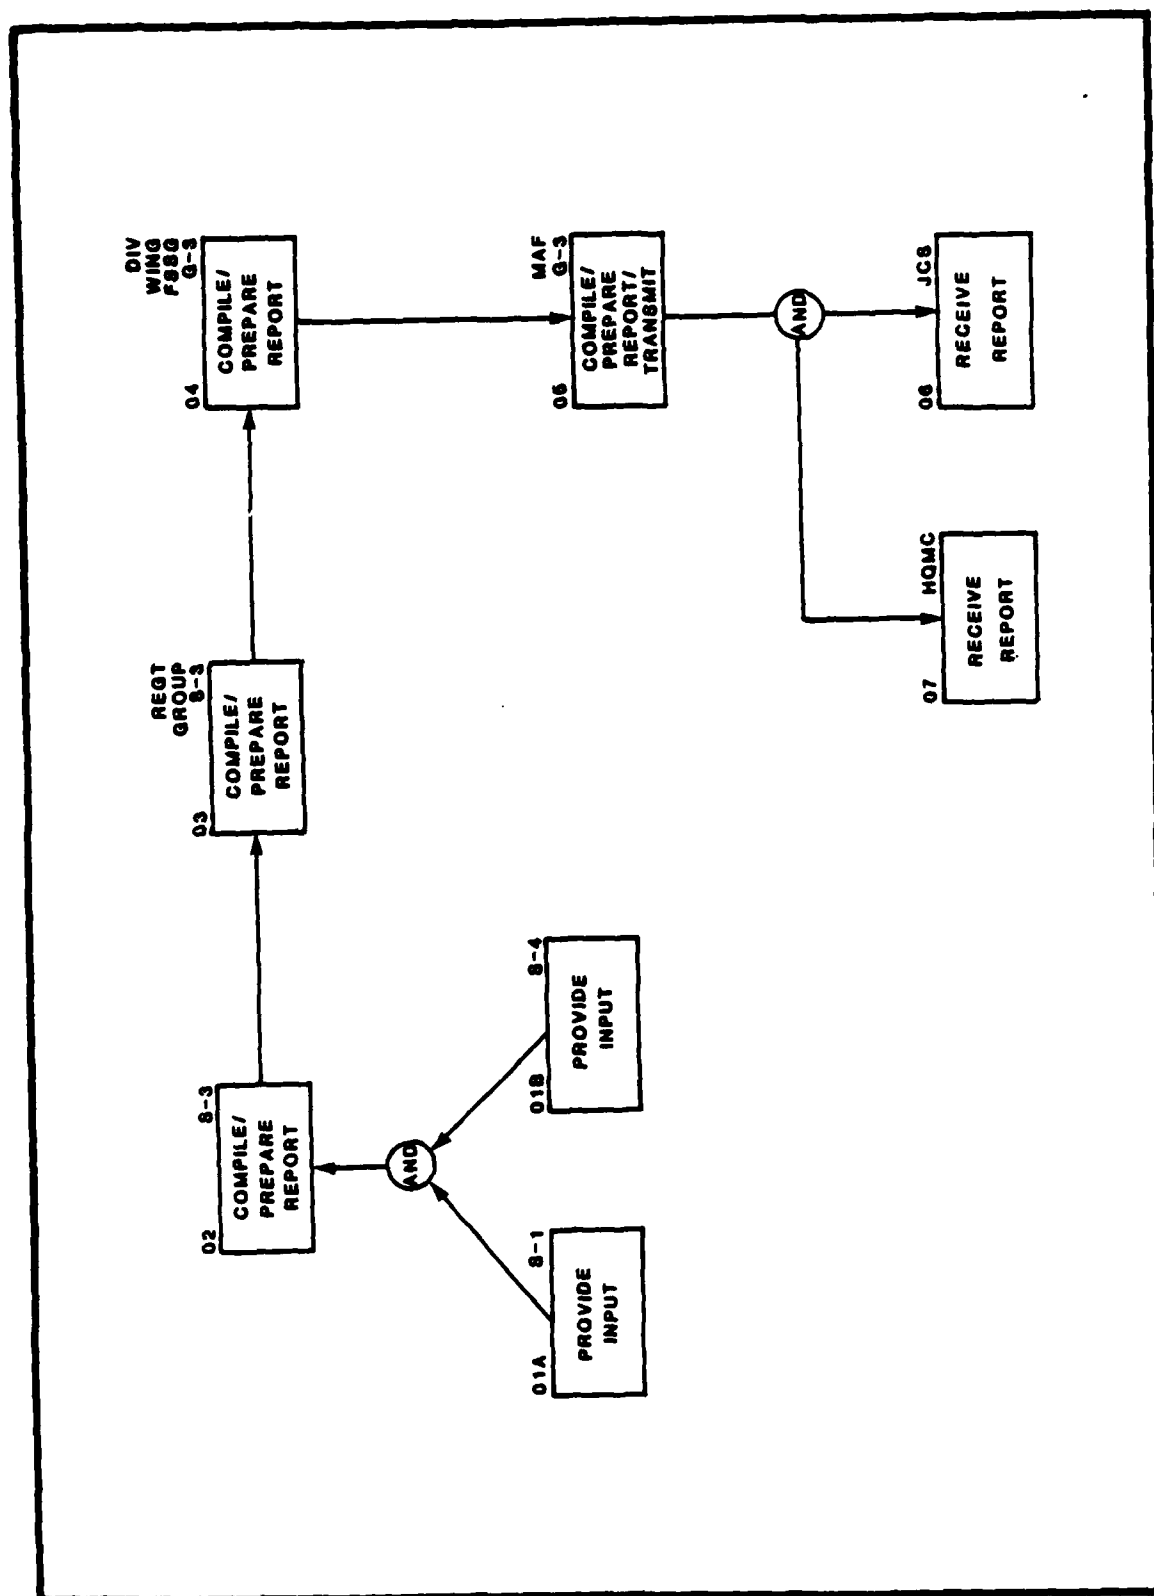 02 S-3
COMPILE/
PREPARE
REPORT
AND
01A S-1
PROVIDE
INPUT
01B S-4
PROVIDE
INPUT
REGT
GROUP
03 S-3
COMPILE/
PREPARE
REPORT
DIV
WING
FSSG
04 G-3
COMPILE/
PREPARE
REPORT
MAF
05 G-3
COMPILE/
PREPARE
REPORT/
TRANSMIT
AND
07 HQMC
RECEIVE
REPORT
06 JCS
RECEIVE
REPORT